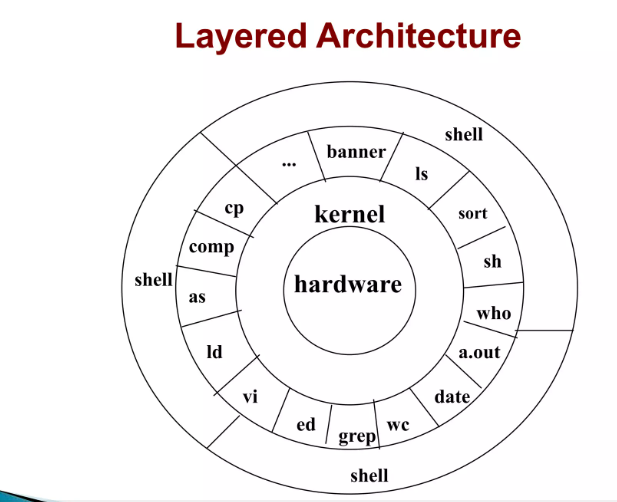 Layered Architecture
shell
banner
...
ls
cp
kernel
sort
comp
sh
shell
hardware
as
who
ld
a.out
vi
date
ed
grep
wc
shell